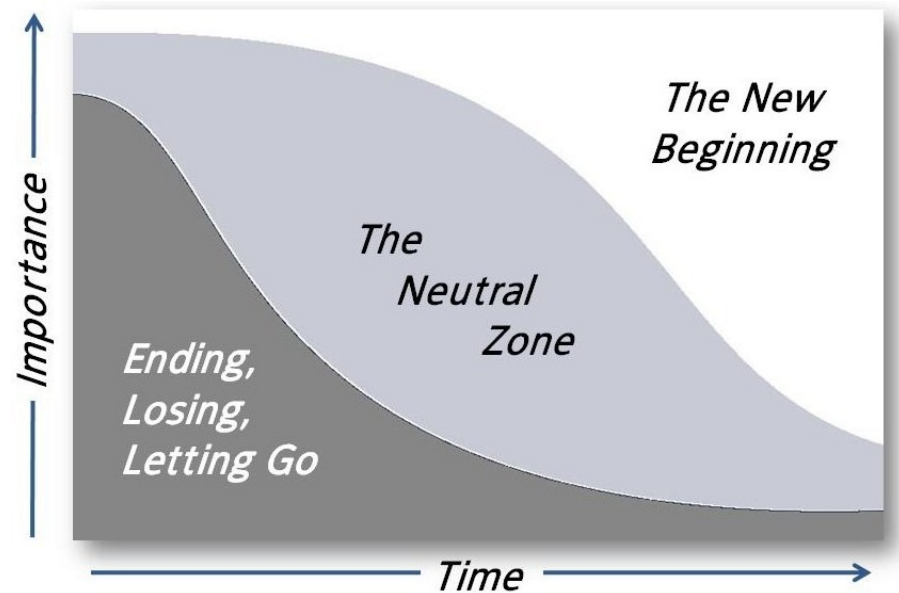 Importance
The New
Beginning
The
Neutral
Zone
Ending,
Losing,
Letting Go
Time